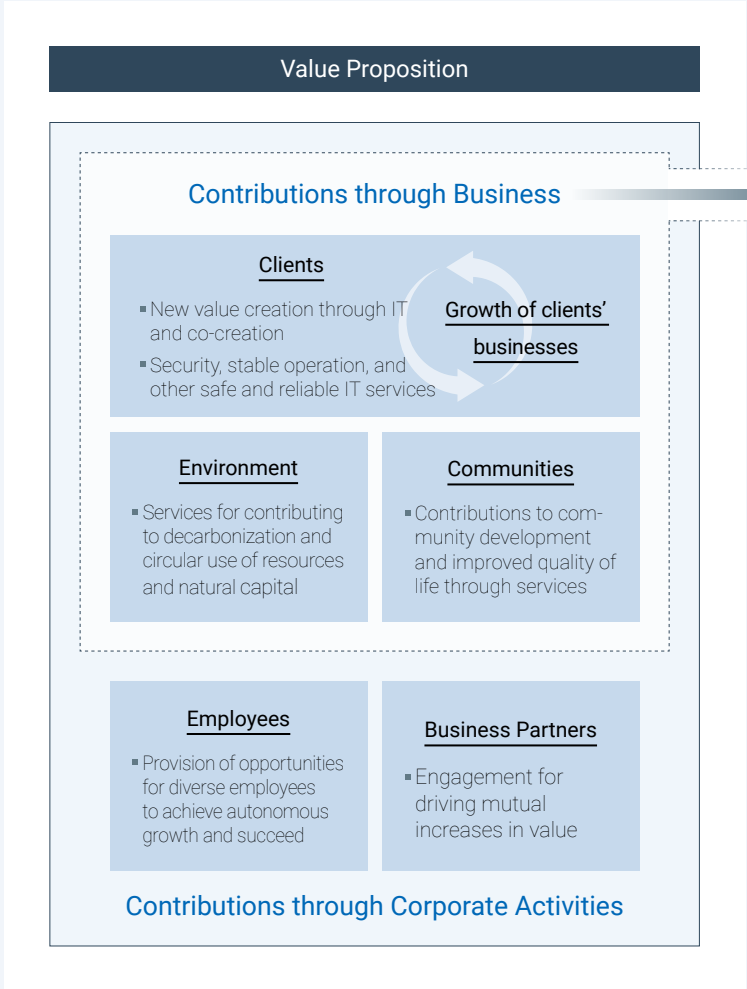 Value Proposition
Contributions through Business
Clients
▪ New value creation through IT
and co-creation
▪ Security, stable operation, and
other safe and reliable IT services
Growth of clients’
businesses
Environment
▪ Services for contributing
to decarbonization and
circular use of resources
and natural capital
Communities
▪ Contributions to com-
munity development
and improved quality of
life through services
Employees
▪ Provision of opportunities
for diverse employees
to achieve autonomous
growth and succeed
Business Partners
▪ Engagement for
driving mutual
increases in value
Contributions through Corporate Activities